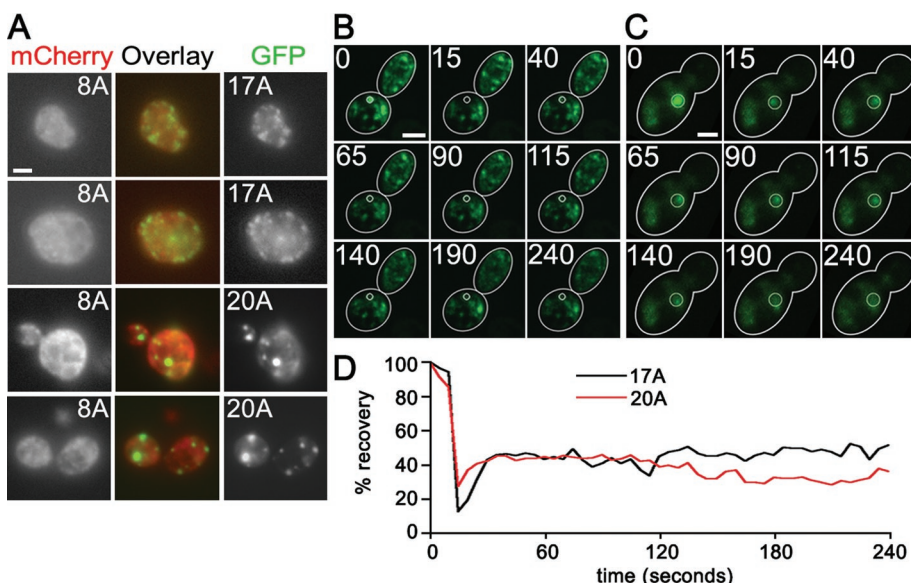 A
mCherry Overlay GFP
8A 17A
8A 17A
8A 20A
8A 20A
B
0 15 40
65 90 115
140 190 240
C
0 15 40
65 90 115
140 190 240
D
% recovery
100
80
60
40
20
0
17A
20A
0 60 120 180 240
time (seconds)